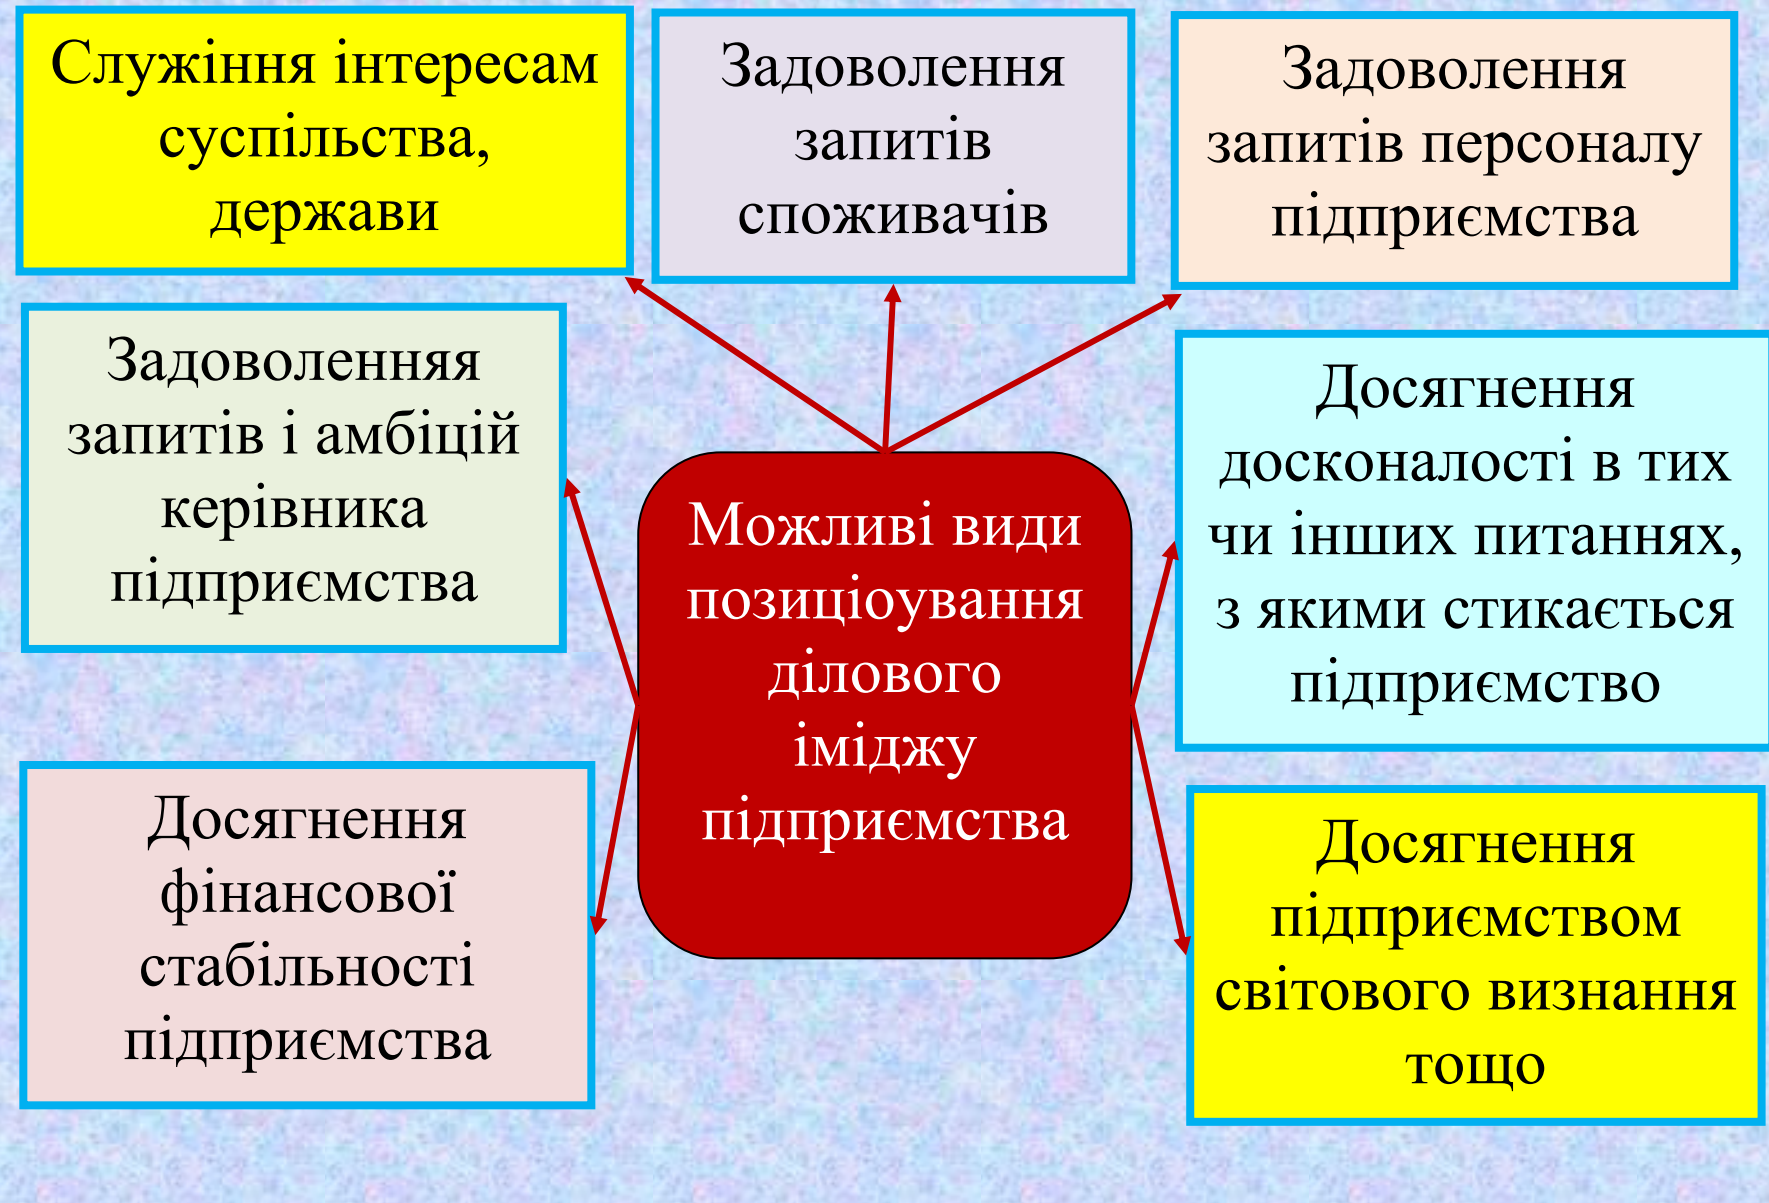 Служіння інтересам
суспільства,
держави
Задоволення
запитів
споживачів
Задоволення
запитів персоналу
підприємства
Задоволенняя
запитів і амбіцій
керівника
підприємства
Можливі види
позиціоування
ділового
іміджу
підприємства
Досягнення
досконалості в тих
чи інших питаннях,
з якими стикається
підприємство
Досягнення
фінансової
стабільності
підприємства
Досягнення
підприємством
світового визнання
тощо